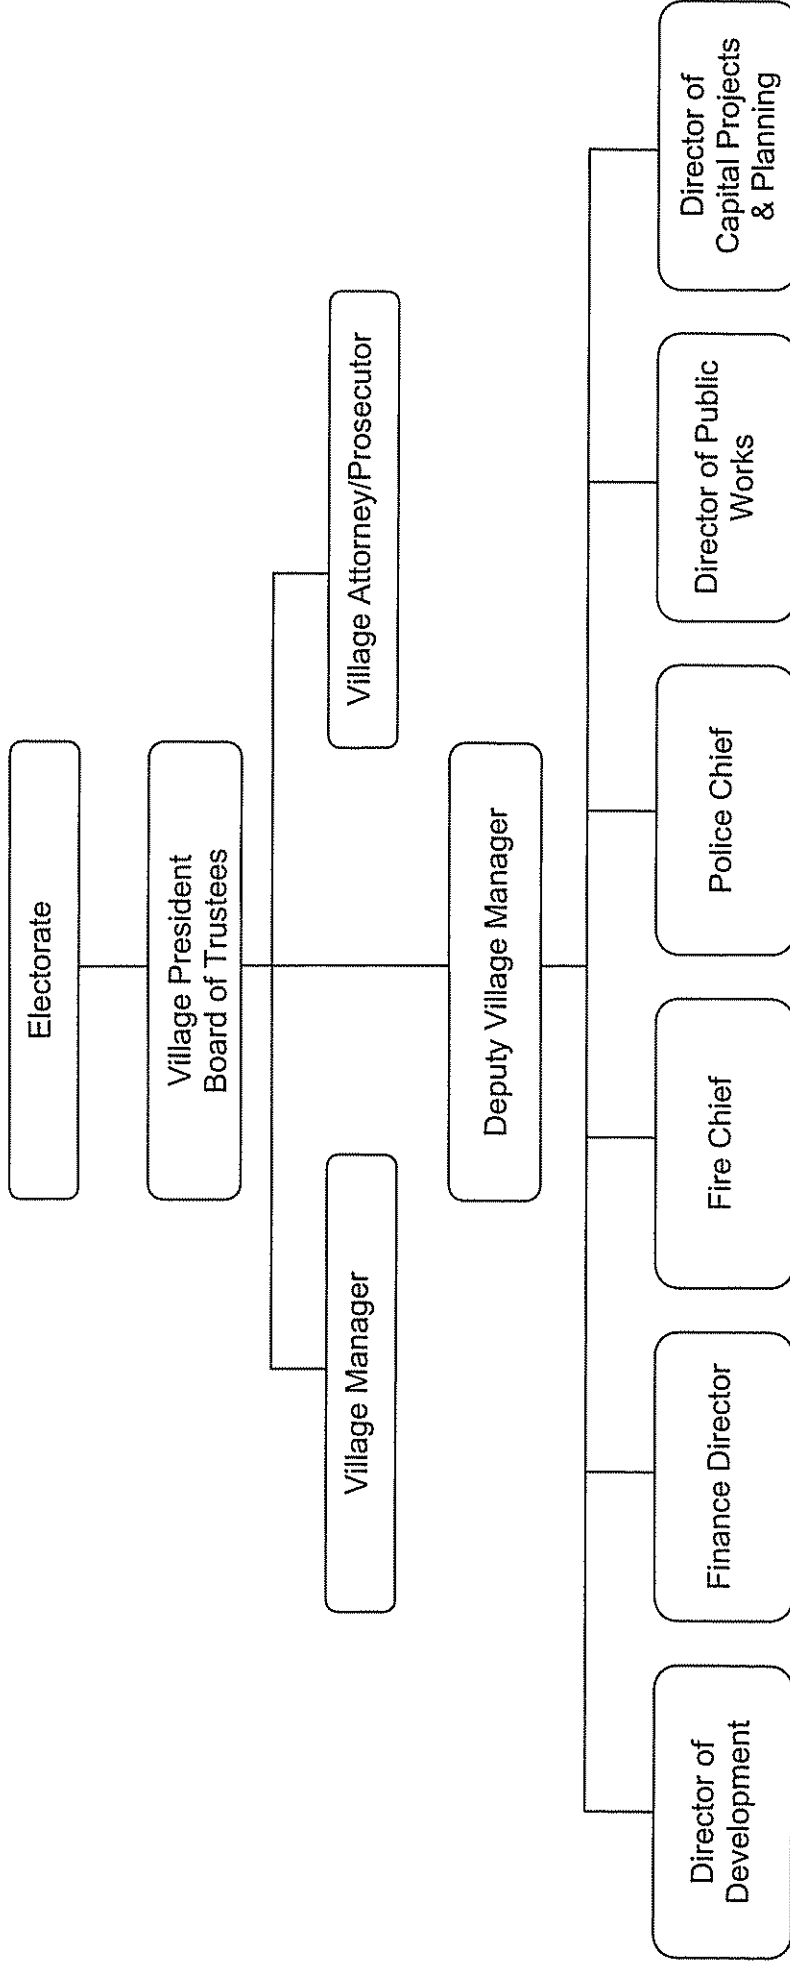 Electorate
Village President
Board of Trustees
Village Manager
Village Attorney/Prosecutor
Deputy Village Manager
Director of
Development
Finance Director
Fire Chief
Police Chief
Director of Public
Works
Director of
Capital Projects
& Planning